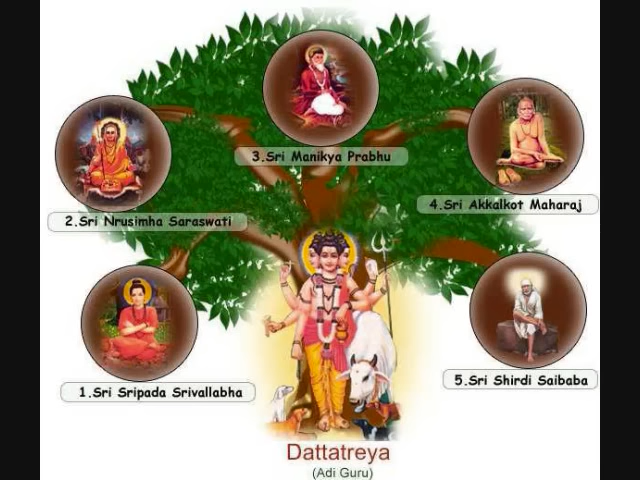 3.Sri Manikya Prabhu
4.Sri Akkalkot Maharaj
2.Sri Nrusimha Saraswati
5.Sri Shirdi Saibaba
1.Sri Sripada Srivallabha
Dattatreya
(Adi Guru)